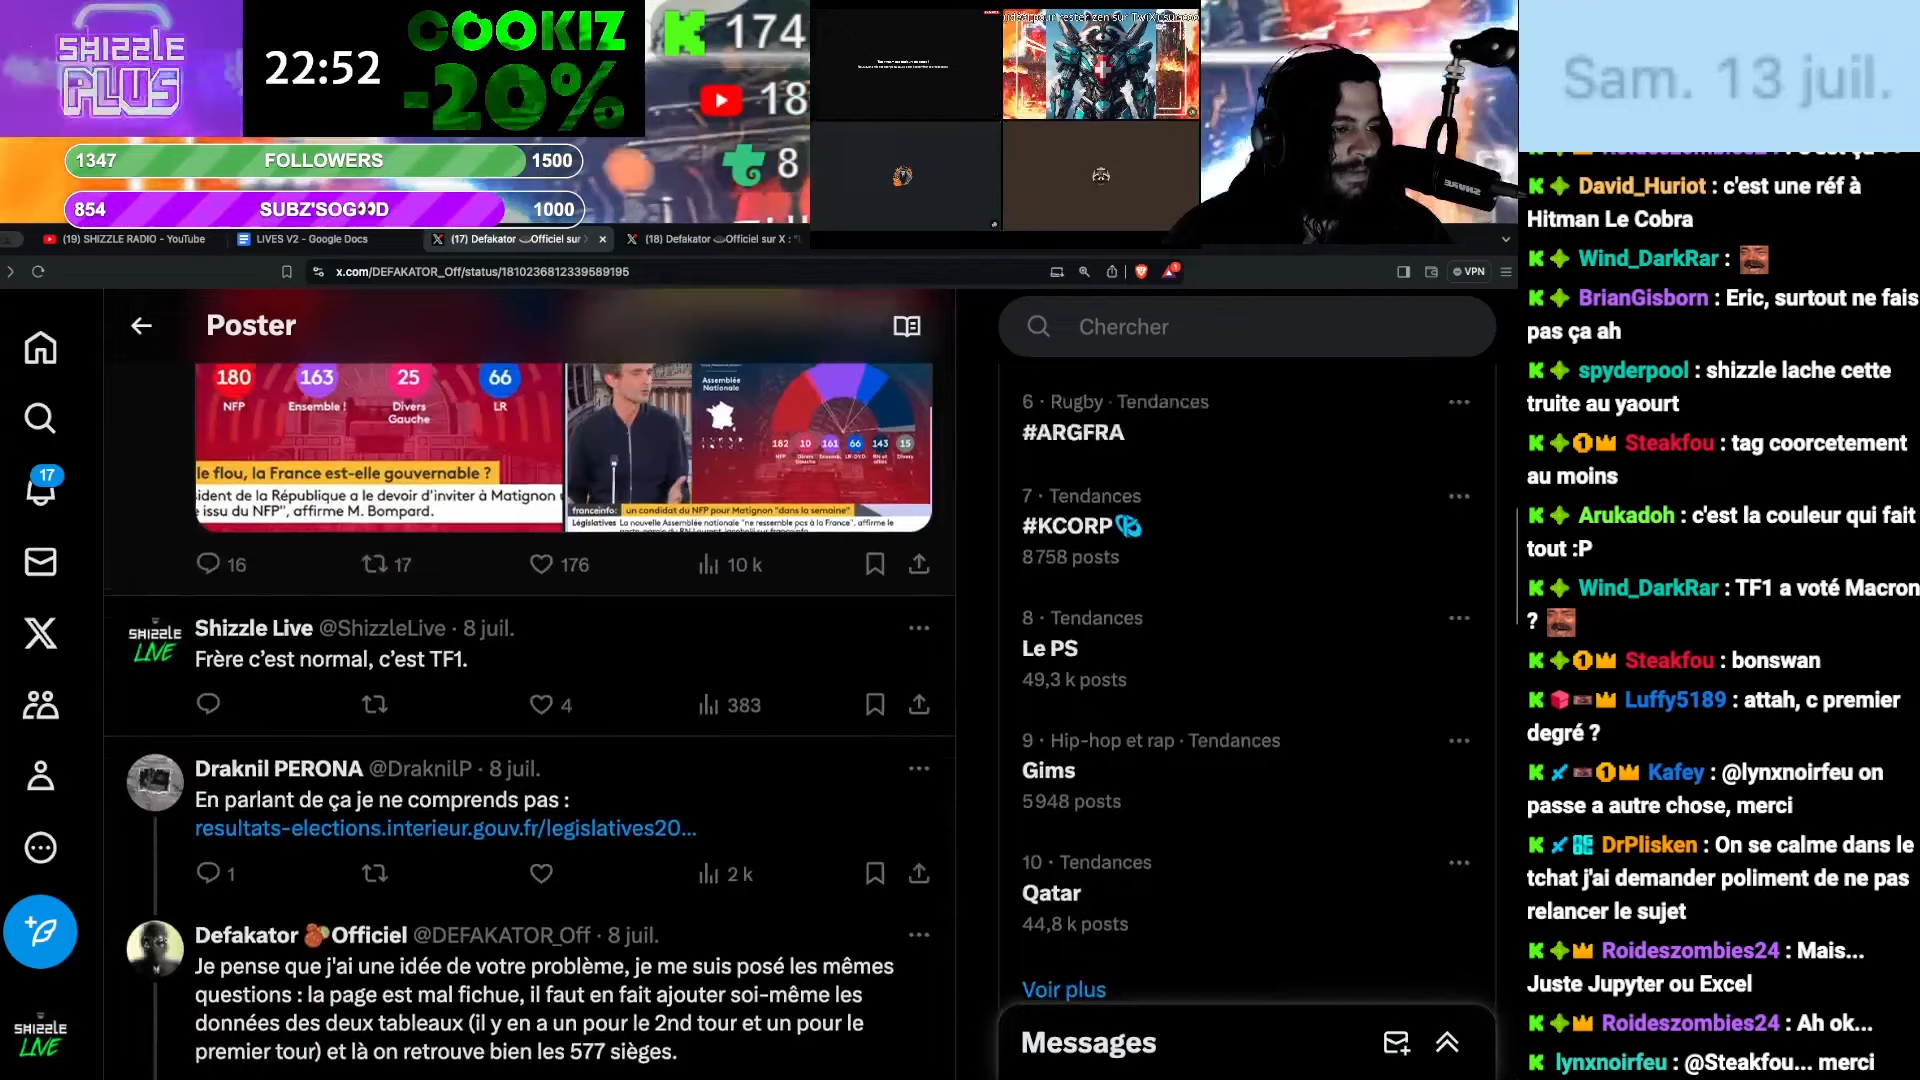 SHIZZLE
PLUS
22:52
COOKIZ
-20%
174
18
8
1347 FOLLOWERS 1500
854 SUBZ'SOG👀D 1000
Sam. 13 juil.
(19) SHIZZLE RADIO - YouTube
LIVES V2 - Google Docs
(17) Defakator 🥔Officiel sur
(18) Defakator 🥔Officiel sur X : "
x.com/DEFAKATOR_Off/status/1810236812339589195
VPN
Poster
180 163 25 66
NFP Ensemble ! Divers Gauche LR
le flou, la France est-elle gouvernable ?
sident de la République a le devoir d'inviter à Matignon
issu du NFP", affirme M. Bompard.
Assemblée
Nationale
182 10 161 66 143 15
franceinfo: un candidat du NFP pour Matignon "dans la semaine"
Législatives La nouvelle Assemblée nationale "ne ressemble pas à la France", affirme le
16 17 176 10 k
SHIZZLE
LIVE
Shizzle Live @ShizzleLive · 8 juil.
Frère c’est normal, c’est TF1.
4 383
Draknil PERONA @DraknilP · 8 juil.
En parlant de ça je ne comprends pas :
resultats-elections.interieur.gouv.fr/legislatives20...
1 2 k
Defakator 🥔Officiel @DEFAKATOR_Off · 8 juil.
Je pense que j'ai une idée de votre problème, je me suis posé les mêmes
questions : la page est mal fichue, il faut en fait ajouter soi-même les
données des deux tableaux (il y en a un pour le 2nd tour et un pour le
premier tour) et là on retrouve bien les 577 sièges.
17
SHIZZLE
LIVE
Chercher
6 · Rugby · Tendances
#ARGFRA
7 · Tendances
#KCORP
8 758 posts
8 · Tendances
Le PS
49,3 k posts
9 · Hip-hop et rap · Tendances
Gims
5 948 posts
10 · Tendances
Qatar
44,8 k posts
Voir plus
Messages
David_Huriot : c'est une réf à
Hitman Le Cobra
Wind_DarkRar :
BrianGisborn : Eric, surtout ne fais
pas ça ah
spyderpool : shizzle lache cette
truite au yaourt
Steakfou : tag coorcetement
au moins
Arukadoh : c'est la couleur qui fait
tout :P
Wind_DarkRar : TF1 a voté Macron
?
Steakfou : bonswan
Luffy5189 : attah, c premier
degré ?
Kafey : @lynxnoirfeu on
passe a autre chose, merci
DrPlisken : On se calme dans le
tchat j'ai demander poliment de ne pas
relancer le sujet
Roideszombies24 : Mais...
Juste Jupyter ou Excel
Roideszombies24 : Ah ok...
lynxnoirfeu : @Steakfou... merci